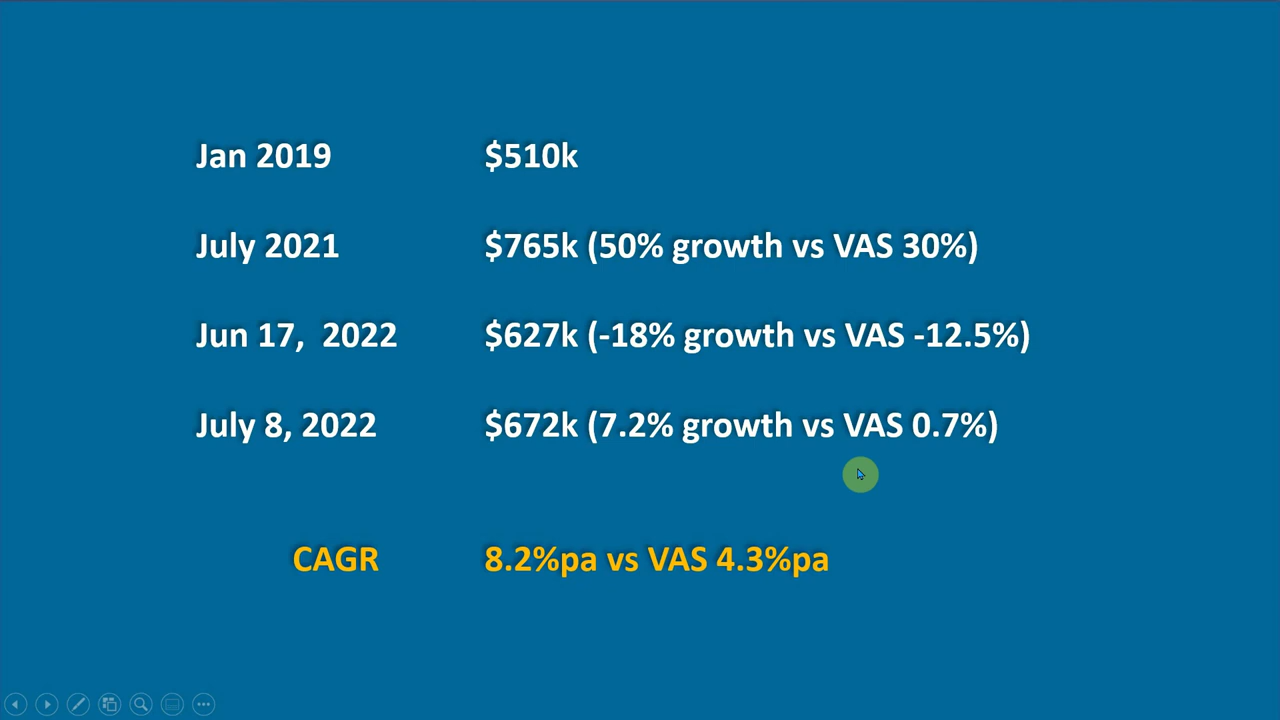 Jan 2019 $510k
July 2021 $765k (50% growth vs VAS 30%)
Jun 17,  2022 $627k (-18% growth vs VAS -12.5%)
July 8, 2022 $672k (7.2% growth vs VAS 0.7%)
CAGR 8.2%pa vs VAS 4.3%pa